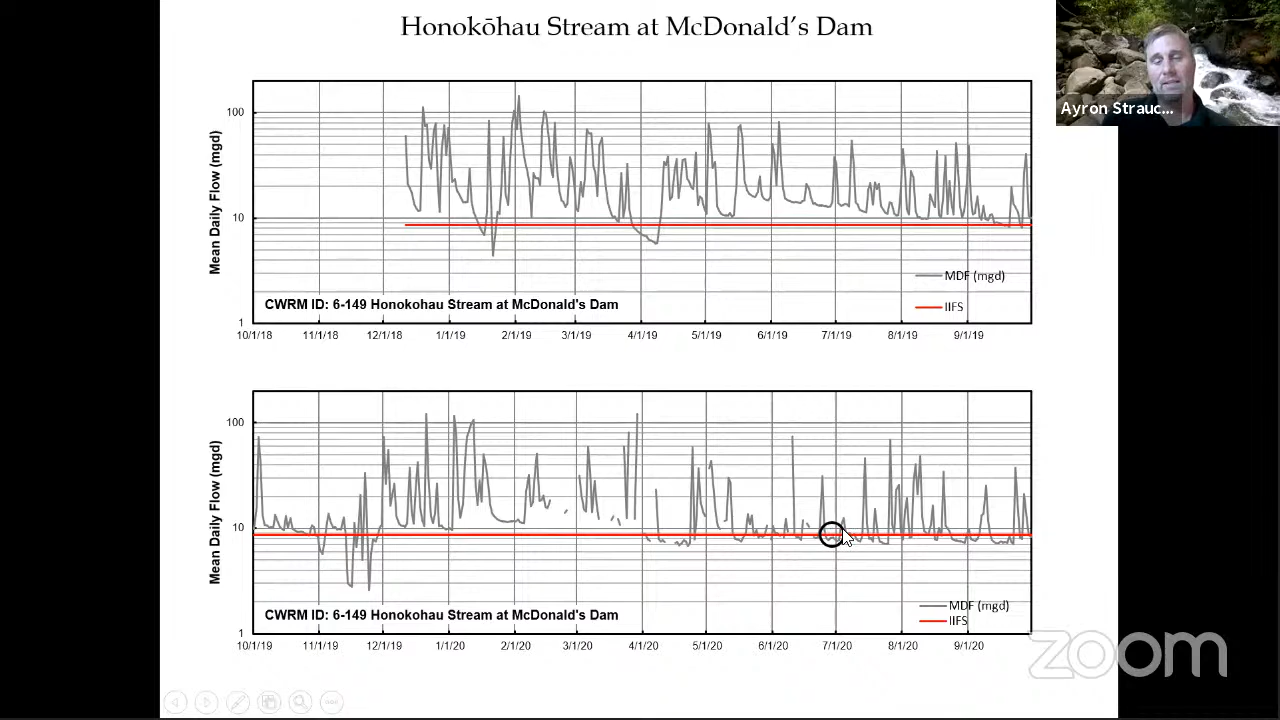 Honokōhau Stream at McDonald's Dam
Ayron Strauc...
Mean Daily Flow (mgd)
100
10
1
MDF (mgd)
IIFS
CWRM ID: 6-149 Honokohau Stream at McDonald's Dam
10/1/18 11/1/18 12/1/18 1/1/19 2/1/19 3/1/19 4/1/19 5/1/19 6/1/19 7/1/19 8/1/19 9/1/19
Mean Daily Flow (mgd)
100
10
1
MDF (mgd)
IIFS
CWRM ID: 6-149 Honokohau Stream at McDonald's Dam
10/1/19 11/1/19 12/1/19 1/1/20 2/1/20 3/1/20 4/1/20 5/1/20 6/1/20 7/1/20 8/1/20 9/1/20
zoom